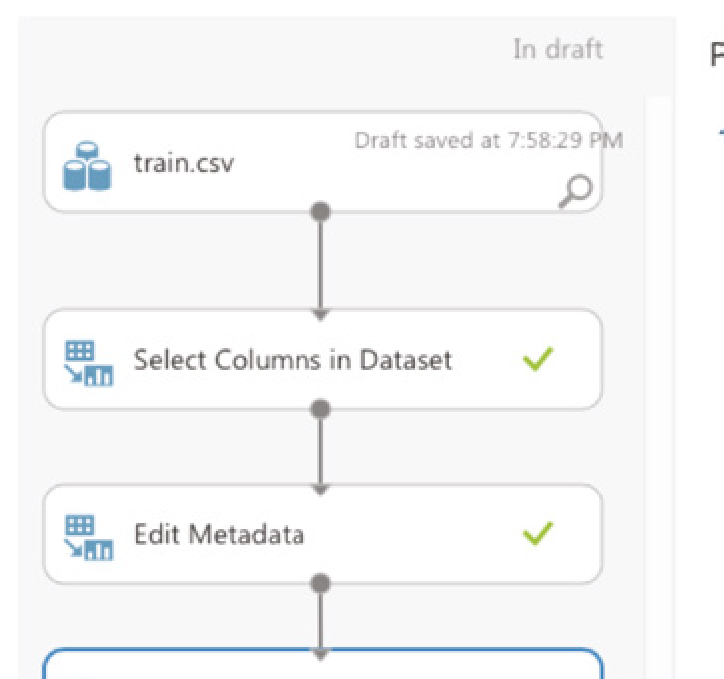 In draft
P
Draft saved at 7:58:29 PM
train.csv
Select Columns in Dataset
Edit Metadata